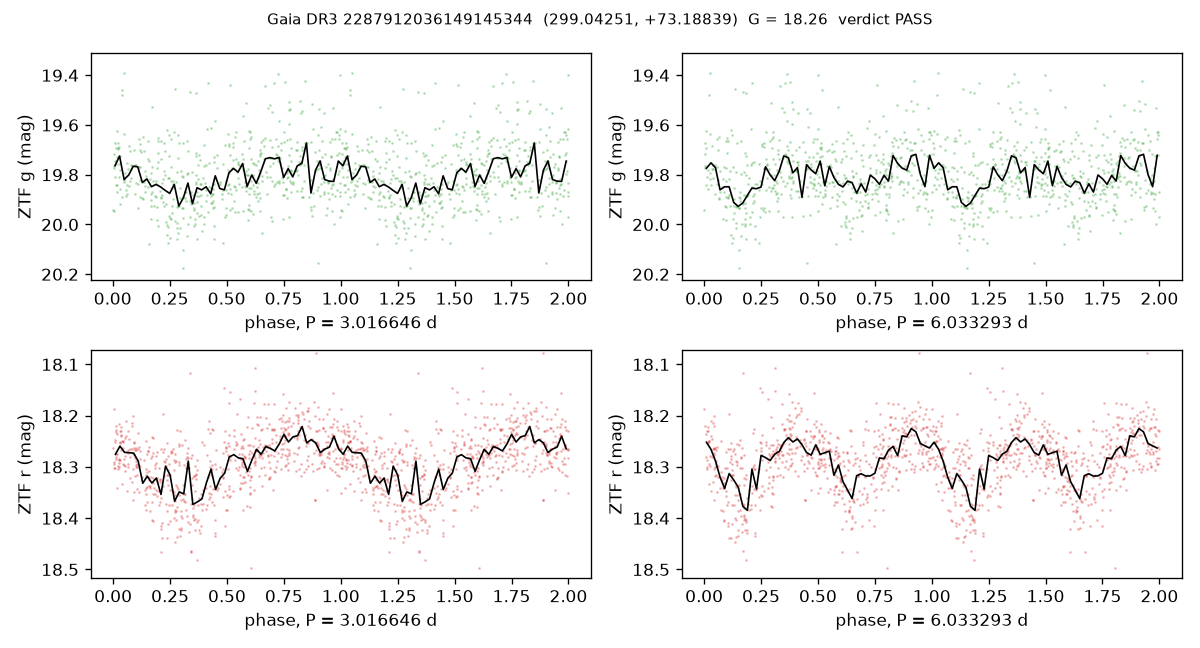 Gaia DR3 2287912036149145344  (299.04251, +73.18839)  G = 18.26  verdict PASS
ZTF g (mag)
19.4
19.6
19.8
20.0
20.2
0.00 0.25 0.50 0.75 1.00 1.25 1.50 1.75 2.00
phase, P = 3.016646 d
ZTF g (mag)
19.4
19.6
19.8
20.0
20.2
0.00 0.25 0.50 0.75 1.00 1.25 1.50 1.75 2.00
phase, P = 6.033293 d
ZTF r (mag)
18.1
18.2
18.3
18.4
18.5
0.00 0.25 0.50 0.75 1.00 1.25 1.50 1.75 2.00
phase, P = 3.016646 d
ZTF r (mag)
18.1
18.2
18.3
18.4
18.5
0.00 0.25 0.50 0.75 1.00 1.25 1.50 1.75 2.00
phase, P = 6.033293 d